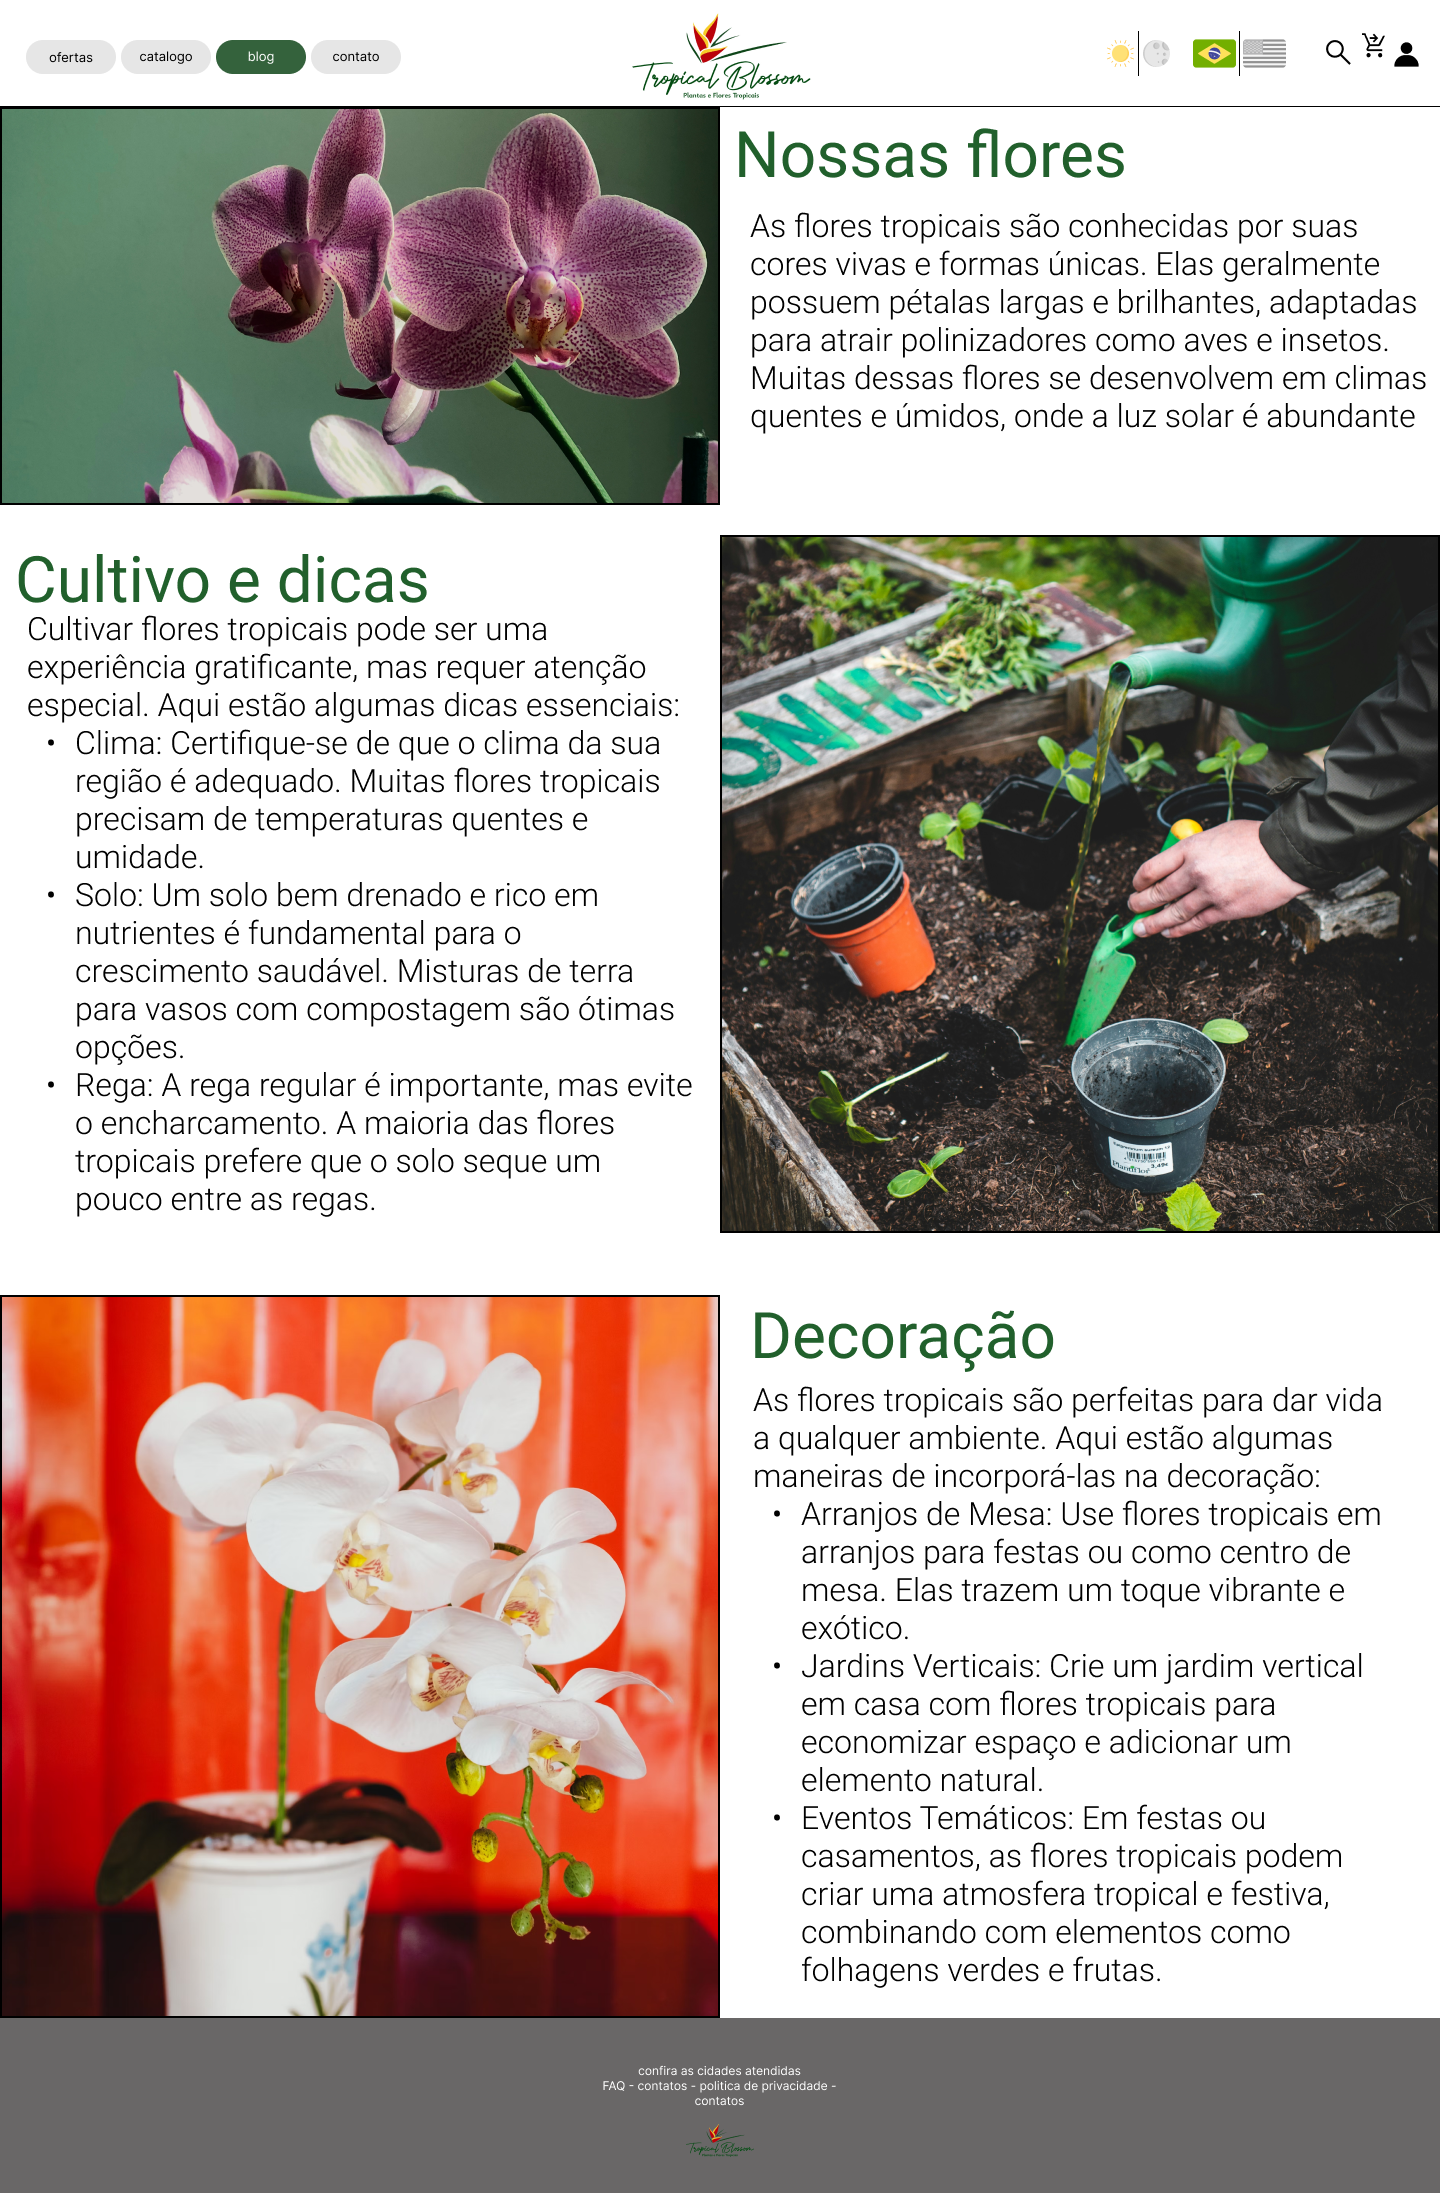 ofertas
catalogo
blog
contato
Tropical Blossom
Plantas e Flores Tropicais
Nossas flores
As flores tropicais são conhecidas por suas
cores vivas e formas únicas. Elas geralmente
possuem pétalas largas e brilhantes, adaptadas
para atrair polinizadores como aves e insetos.
Muitas dessas flores se desenvolvem em climas
quentes e úmidos, onde a luz solar é abundante
Cultivo e dicas
Cultivar flores tropicais pode ser uma
experiência gratificante, mas requer atenção
especial. Aqui estão algumas dicas essenciais:
• Clima: Certifique-se de que o clima da sua
região é adequado. Muitas flores tropicais
precisam de temperaturas quentes e
umidade.
• Solo: Um solo bem drenado e rico em
nutrientes é fundamental para o
crescimento saudável. Misturas de terra
para vasos com compostagem são ótimas
opções.
• Rega: A rega regular é importante, mas evite
o encharcamento. A maioria das flores
tropicais prefere que o solo seque um
pouco entre as regas.
Plantiflor 3,49€
Decoração
As flores tropicais são perfeitas para dar vida
a qualquer ambiente. Aqui estão algumas
maneiras de incorporá-las na decoração:
• Arranjos de Mesa: Use flores tropicais em
arranjos para festas ou como centro de
mesa. Elas trazem um toque vibrante e
exótico.
• Jardins Verticais: Crie um jardim vertical
em casa com flores tropicais para
economizar espaço e adicionar um
elemento natural.
• Eventos Temáticos: Em festas ou
casamentos, as flores tropicais podem
criar uma atmosfera tropical e festiva,
combinando com elementos como
folhagens verdes e frutas.
confira as cidades atendidas
FAQ - contatos - politica de privacidade -
contatos
Tropical Blossom